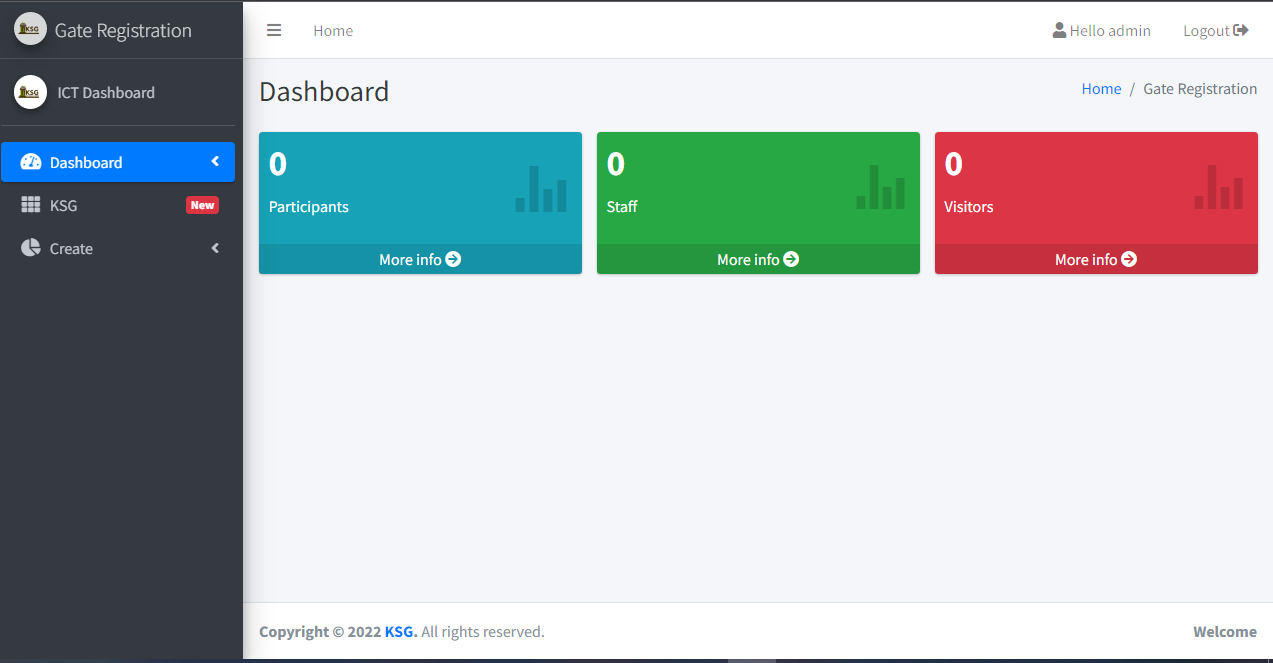 KSG Gate Registration
Home
Hello admin
Logout
KSG ICT Dashboard
Dashboard
KSG New
Create
Dashboard
Home / Gate Registration
0
Participants
More info
0
Staff
More info
0
Visitors
More info
Copyright © 2022 KSG. All rights reserved.
Welcome